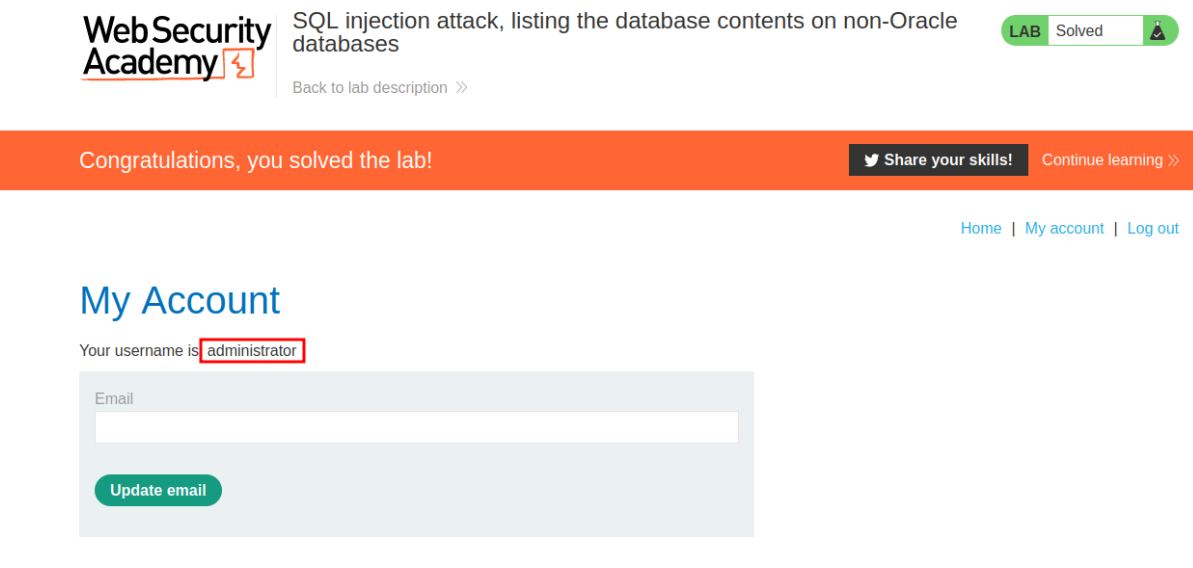 Web Security
Academy
SQL injection attack, listing the database contents on non-Oracle
databases
Back to lab description
LAB Solved
Congratulations, you solved the lab!
Share your skills!
Continue learning
Home | My account | Log out
My Account
Your username is administrator
Email
Update email